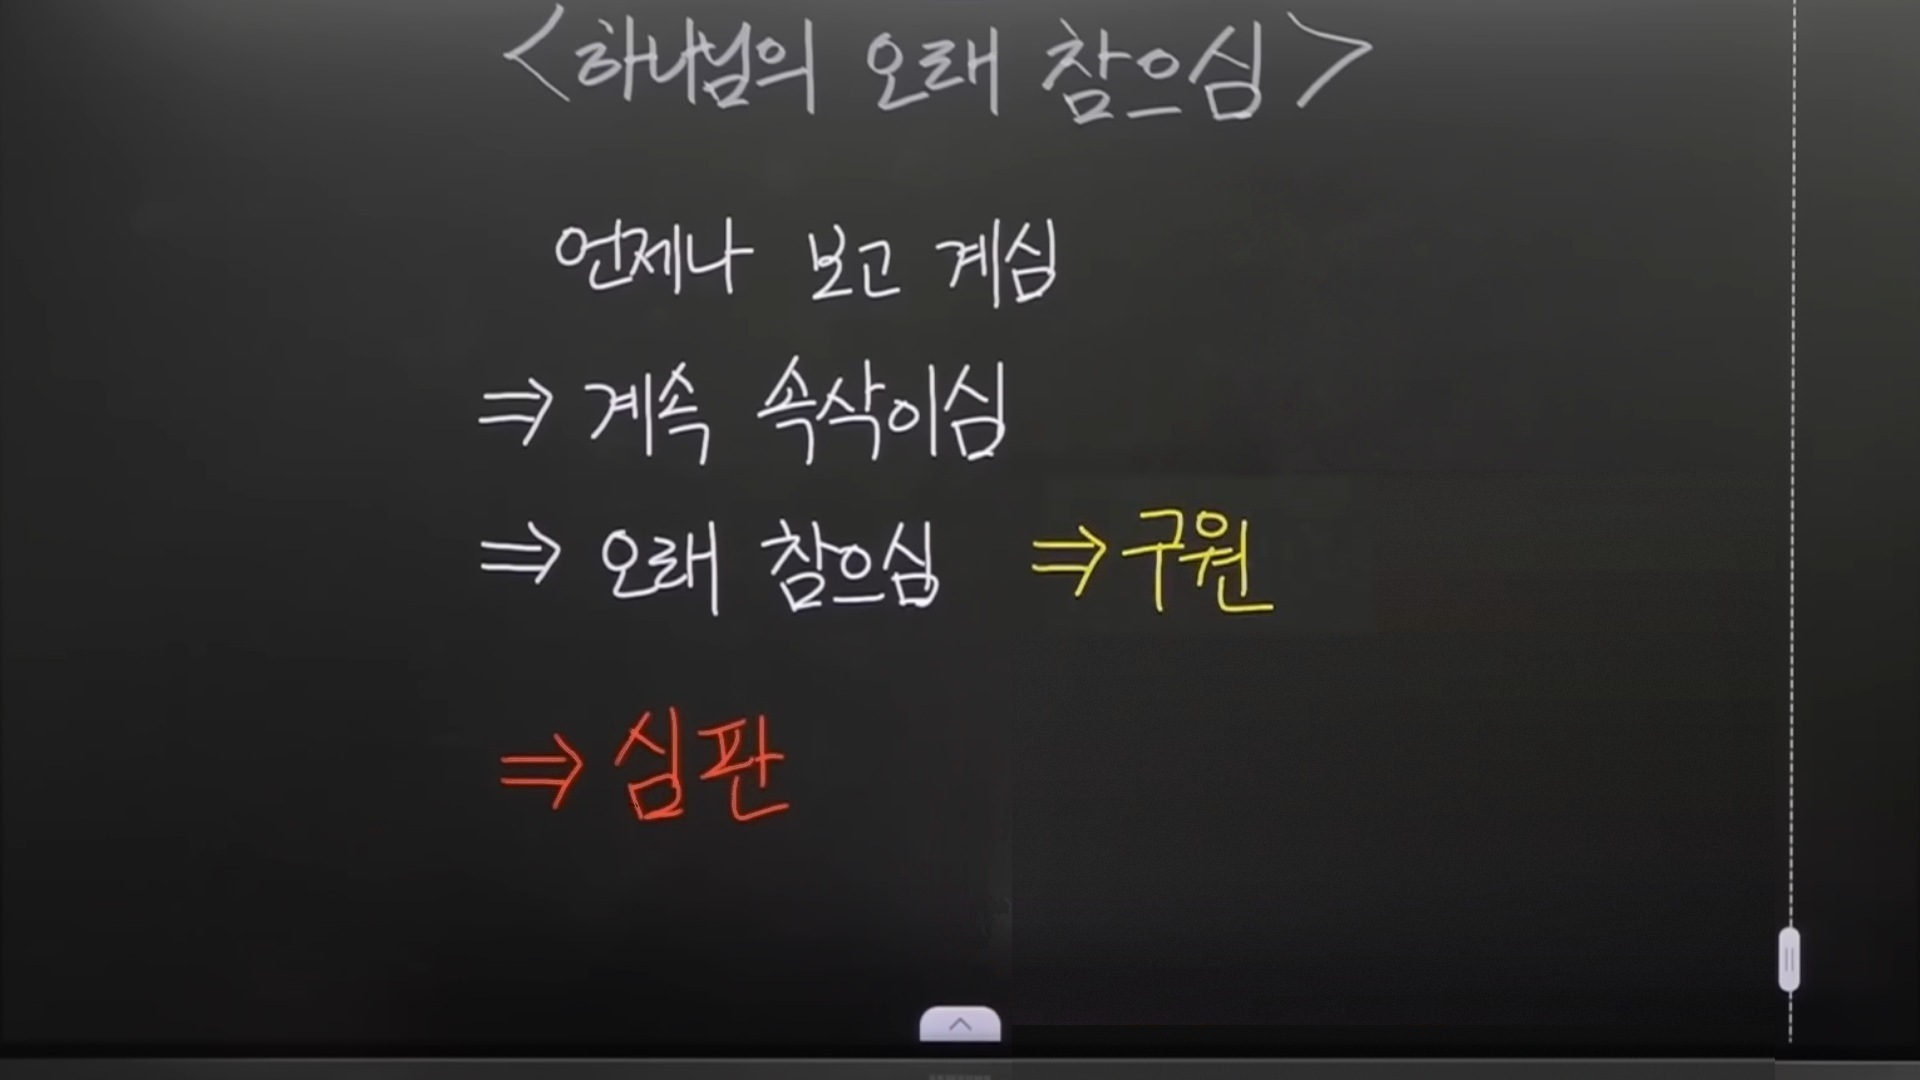 <하나님의 오래 참으심>
언제나 보고 계심
⇒ 계속 속삭이심
⇒ 오래 참으심 ⇒ 구원
⇒ 심판